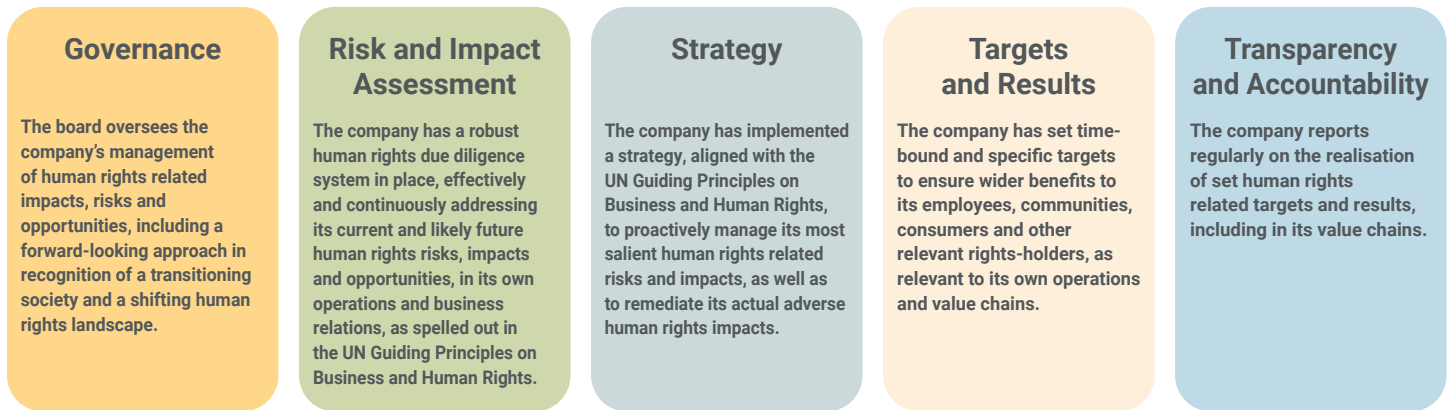 Governance
The board oversees the
company’s management
of human rights related
impacts, risks and
opportunities, including a
forward-looking approach in
recognition of a transitioning
society and a shifting human
rights landscape.
Risk and Impact
Assessment
The company has a robust
human rights due diligence
system in place, effectively
and continuously addressing
its current and likely future
human rights risks, impacts
and opportunities, in its own
operations and business
relations, as spelled out in
the UN Guiding Principles on
Business and Human Rights.
Strategy
The company has implemented
a strategy, aligned with the
UN Guiding Principles on
Business and Human Rights,
to proactively manage its most
salient human rights related
risks and impacts, as well as
to remediate its actual adverse
human rights impacts.
Targets
and Results
The company has set time-
bound and specific targets
to ensure wider benefits to
its employees, communities,
consumers and other
relevant rights-holders, as
relevant to its own operations
and value chains.
Transparency
and Accountability
The company reports
regularly on the realisation
of set human rights
related targets and results,
including in its value chains.